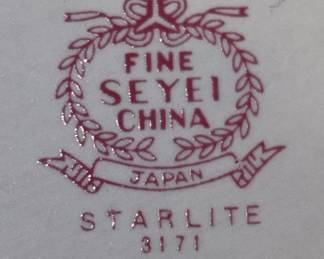 FINE
SEYEI
CHINA
JAPAN
STARLITE
3171